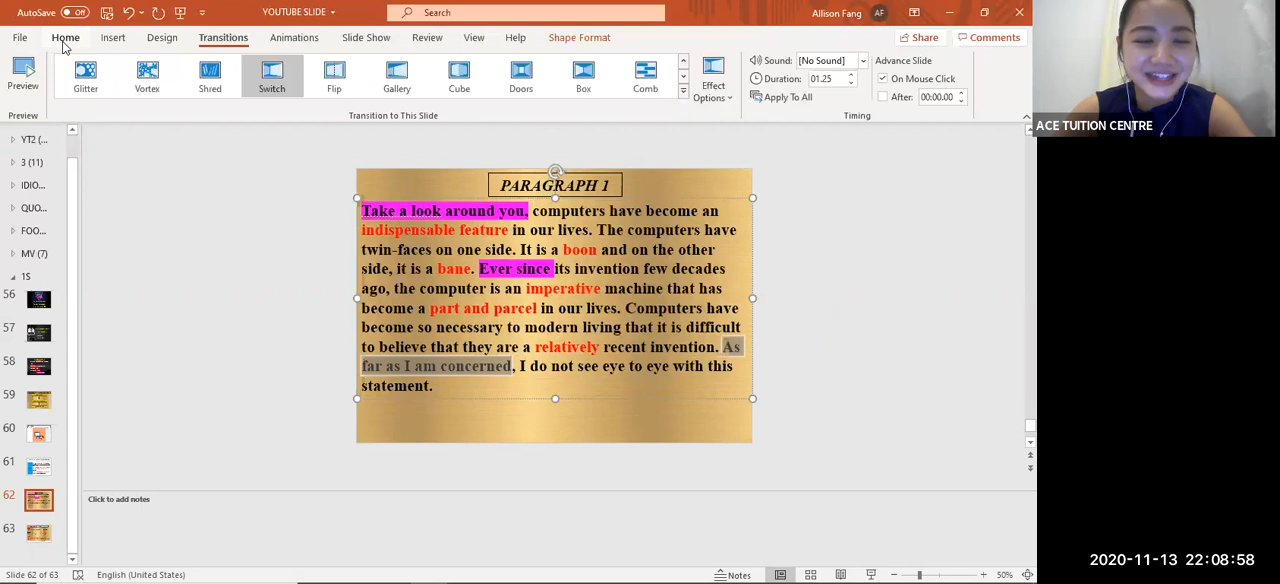 AutoSave Off YOUTUBE SLIDE Search Allison Fang AF
File Home Insert Design Transitions Animations Slide Show Review View Help Shape Format Share Comments
Preview Glitter Vortex Shred Switch Flip Gallery Cube Doors Box Comb Effect Options
Sound: [No Sound] Advance Slide
Duration: 01.25 On Mouse Click
Apply To All After: 00:00.00
Preview Transition to This Slide Timing
ACE TUITION CENTRE
YT2 (...
3 (11)
IDIO...
QUO...
FOO...
MV (7)
1S
56
57
58
59
60
61
62
63
PARAGRAPH 1
Take a look around you, computers have become an
indispensable feature in our lives. The computers have
twin-faces on one side. It is a boon and on the other
side, it is a bane. Ever since its invention few decades
ago, the computer is an imperative machine that has
become a part and parcel in our lives. Computers have
become so necessary to modern living that it is difficult
to believe that they are a relatively recent invention. As
far as I am concerned, I do not see eye to eye with this
statement.
Click to add notes
2020-11-13 22:08:58
Slide 62 of 63 English (United States) Notes 50%